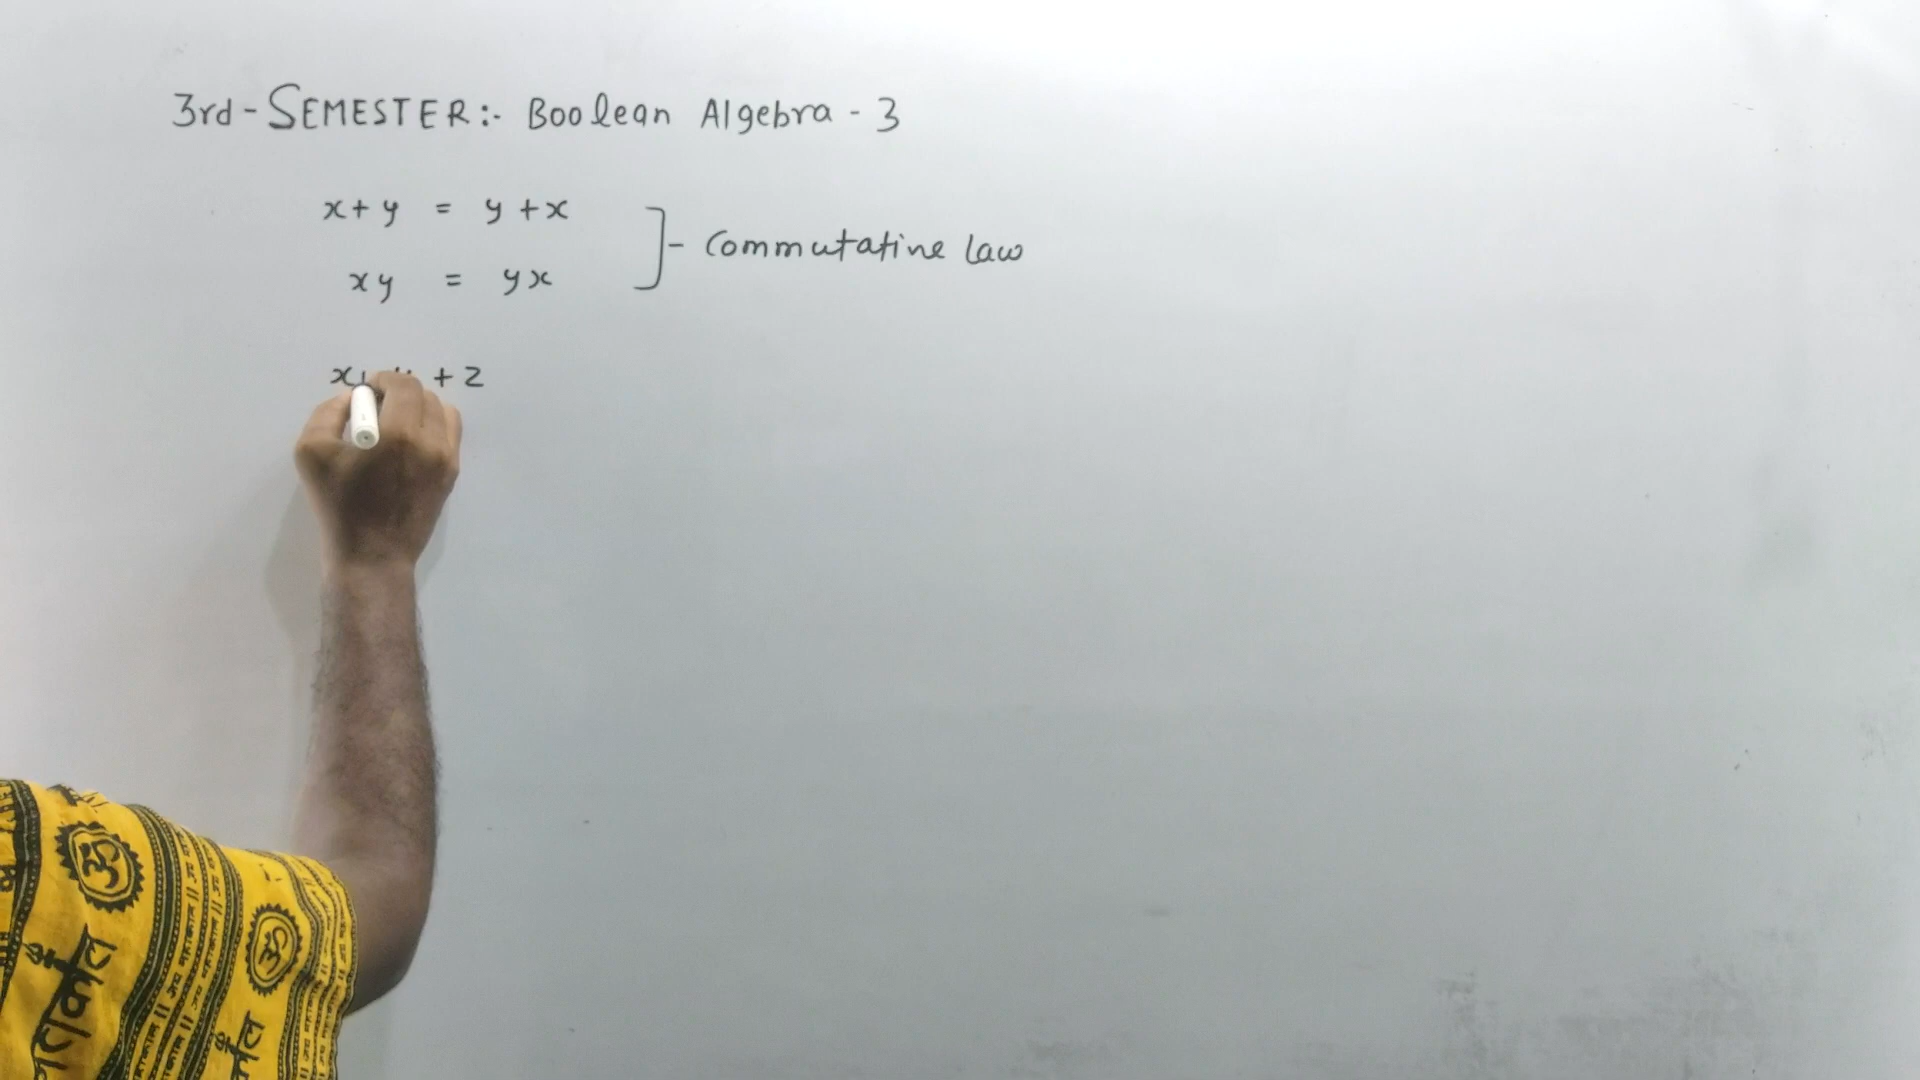 3rd-SEMESTER:- Boolean Algebra - 3
x+y = y+x
xy = yx
]- Commutative Law
x+ y +z
ॐ
ॐ